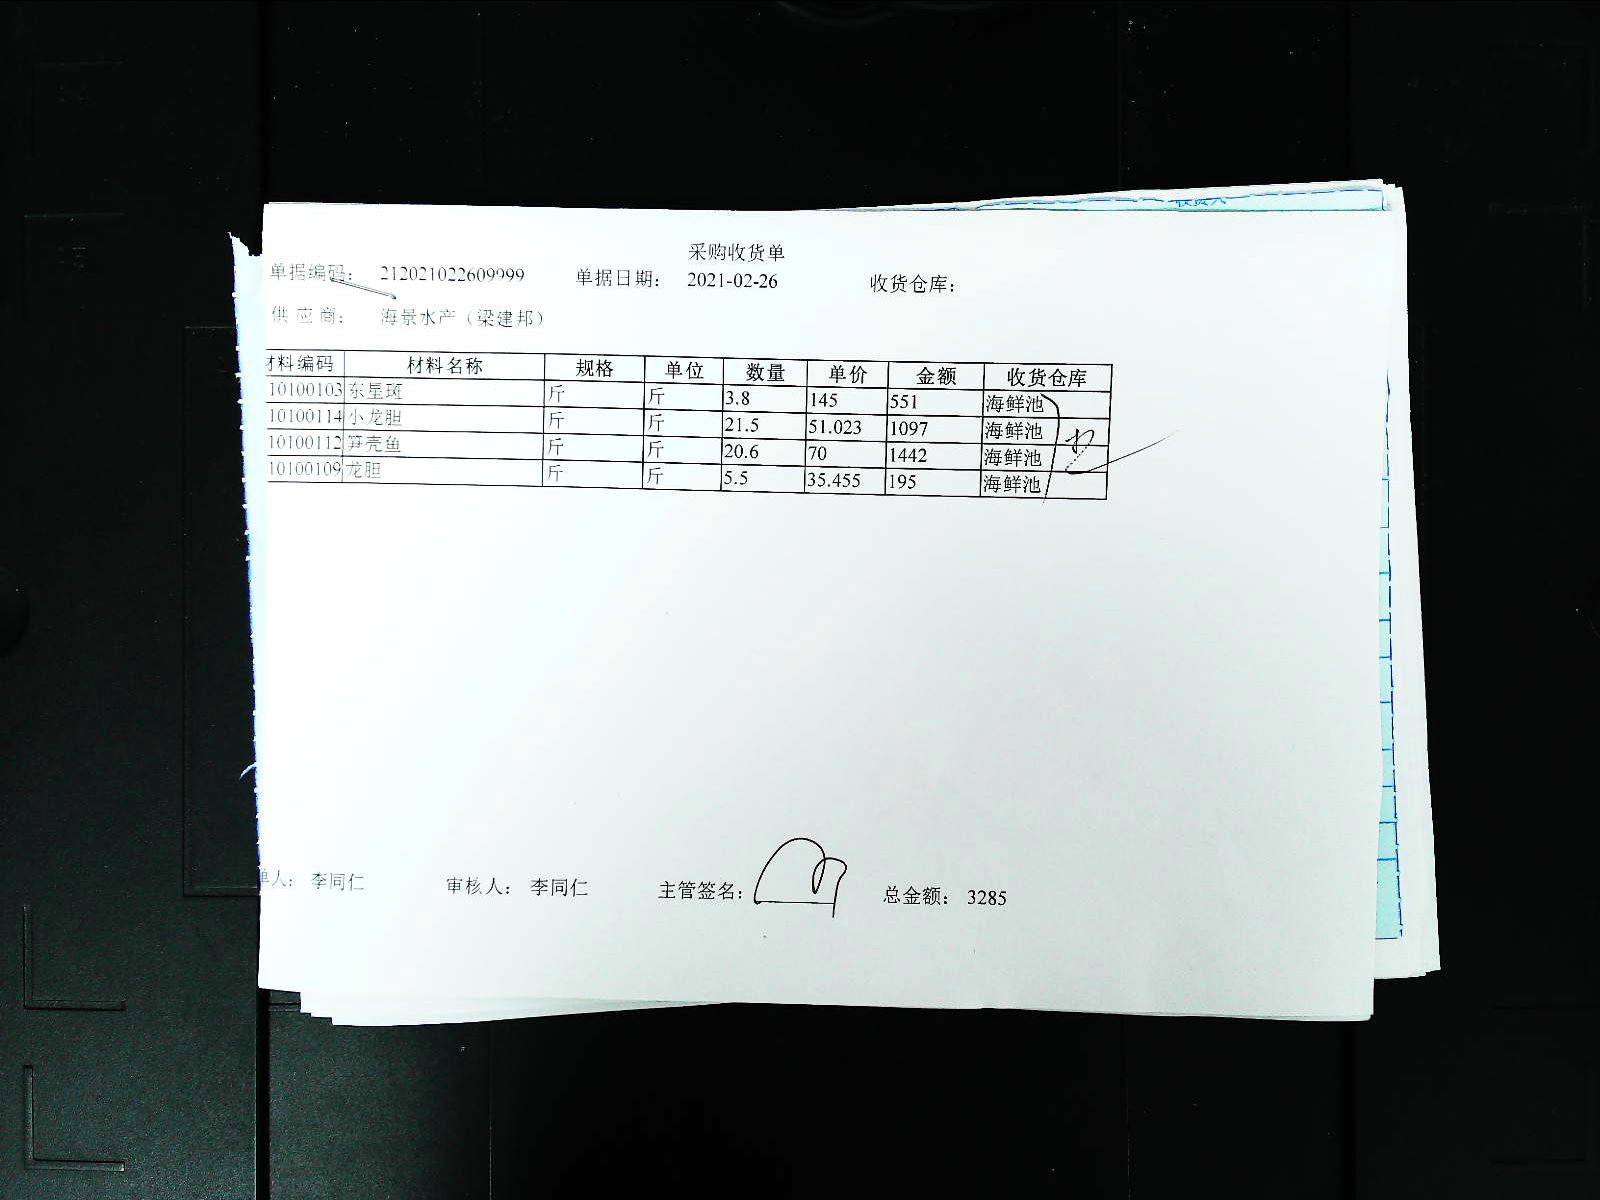 采购收货单
单据编码： 212021022609999 单据日期： 2021-02-26 收货仓库：
供 应 商： 海景水产（梁建邦）
材料编码 材料名称 规格 单位 数量 单价 金额 收货仓库
10100103 东星斑 斤 斤 3.8 145 551 海鲜池
10100114 小龙胆 斤 斤 21.5 51.023 1097 海鲜池
10100112 笋壳鱼 斤 斤 20.6 70 1442 海鲜池
10100109 龙胆 斤 斤 5.5 35.455 195 海鲜池
单人： 李同仁 审核人： 李同仁 主管签名： 总金额： 3285